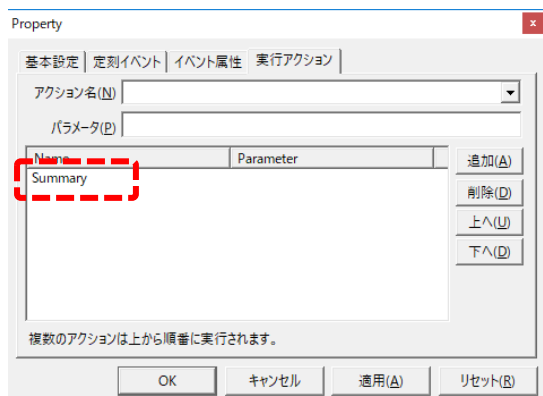 Property
x
基本設定 定刻イベント イベント属性 実行アクション
アクション名(N)
パラメータ(P)
Name Parameter
Summary
追加(A)
削除(D)
上へ(U)
下へ(D)
複数のアクションは上から順番に実行されます。
OK キャンセル 適用(A) リセット(R)